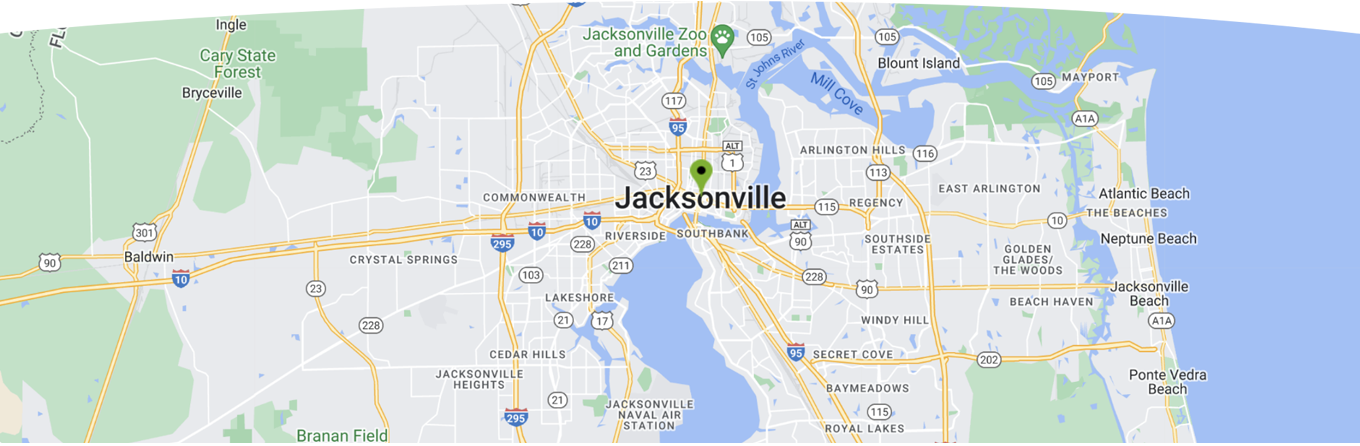 Ingle
Cary State
Forest
Bryceville
Jacksonville Zoo
and Gardens
105
105
St Johns River
Blount Island
Mill Cove
105
MAYPORT
117
95
A1A
ALT
1
23
ARLINGTON HILLS
116
113
COMMONWEALTH
Jacksonville
EAST ARLINGTON
Atlantic Beach
115
REGENCY
THE BEACHES
10
301
10
10
295
228
RIVERSIDE
SOUTHBANK
ALT
90
SOUTHSIDE
ESTATES
Neptune Beach
GOLDEN
GLADES/
THE WOODS
90
Baldwin
10
CRYSTAL SPRINGS
103
211
228
90
23
LAKESHORE
BEACH HAVEN
Jacksonville
Beach
228
21
17
WINDY HILL
A1A
CEDAR HILLS
95
SECRET COVE
202
JACKSONVILLE
HEIGHTS
BAYMEADOWS
Ponte Vedra
Beach
21
295
JACKSONVILLE
NAVAL AIR
STATION
115
ROYAL LAKES
Branan Field